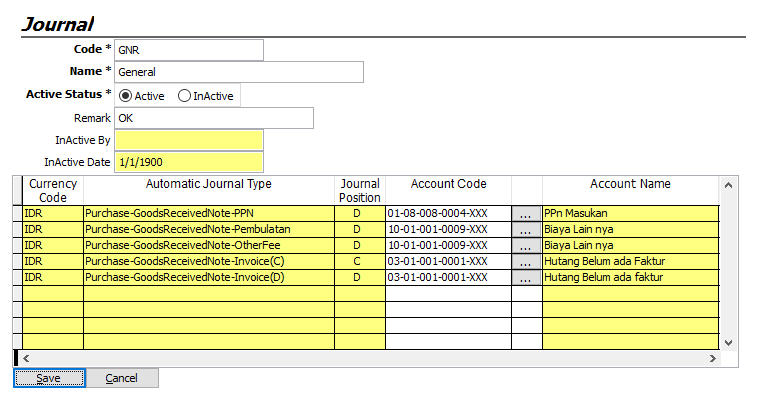 Journal
Code * GNR
Name * General
Active Status * Active InActive
Remark OK
InActive By
InActive Date 1/1/1900
Currency Code Automatic Journal Type Journal Position Account Code Account Name
IDR Purchase-GoodsReceivedNote-PPN D 01-08-008-0004-XXX ... PPn Masukan
IDR Purchase-GoodsReceivedNote-Pembulatan D 10-01-001-0009-XXX ... Biaya Lain nya
IDR Purchase-GoodsReceivedNote-OtherFee D 10-01-001-0009-XXX ... Biaya Lain nya
IDR Purchase-GoodsReceivedNote-Invoice(C) C 03-01-001-0001-XXX ... Hutang Belum ada Faktur
IDR Purchase-GoodsReceivedNote-Invoice(D) D 03-01-001-0001-XXX ... Hutang Belum ada faktur
Save Cancel